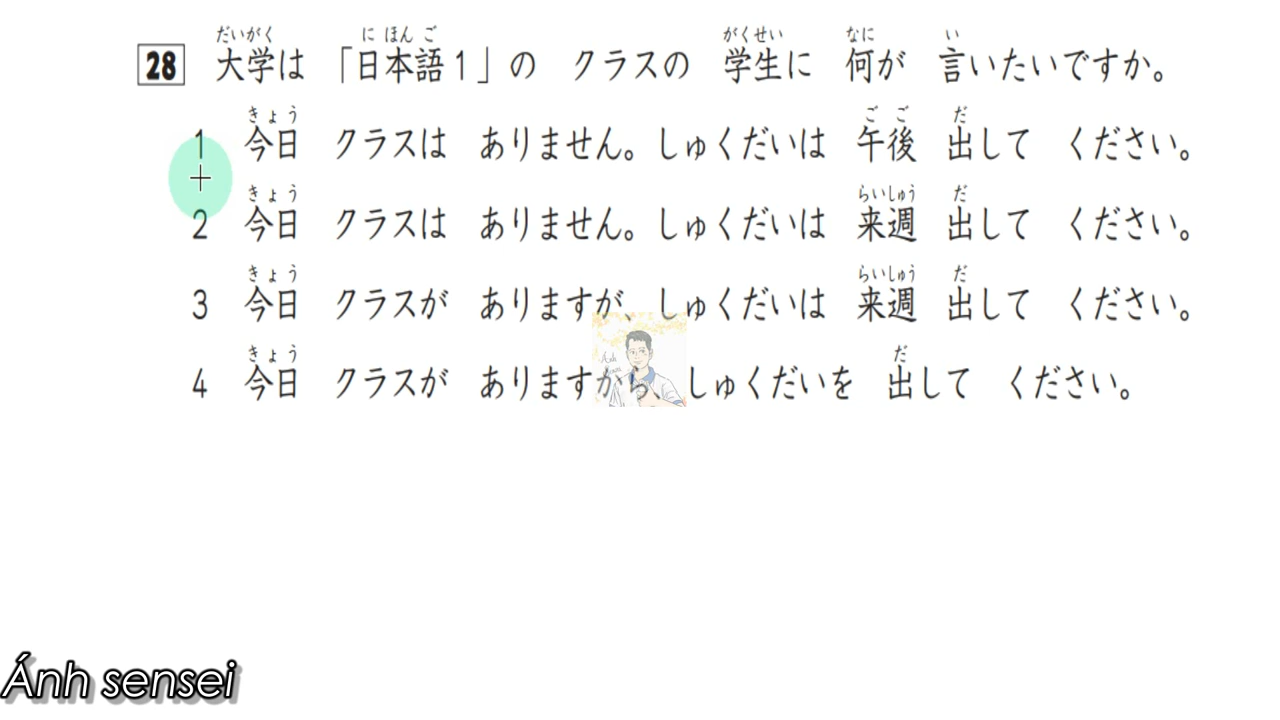 28 大学は 「日本語1」の クラスの 学生に 何が 言いたいですか。
1 今日 クラスは ありません。しゅくだいは 午後 出して ください。
2 今日 クラスは ありません。しゅくだいは 来週 出して ください。
3 今日 クラスが ありますが、しゅくだいは 来週 出して ください。
4 今日 クラスが ありますから、しゅくだいを 出して ください。
Ánh sensei